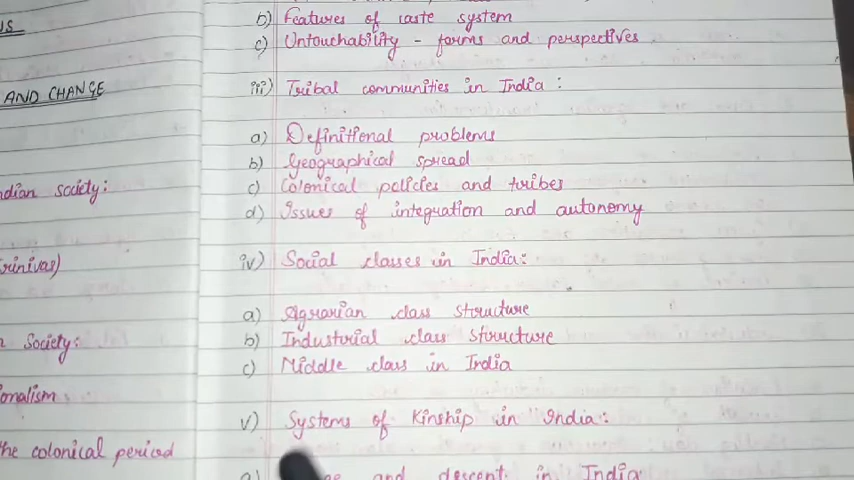 b) Features of caste system
c) Untouchability - forms and perspectives
AND CHANGE
iii) Tribal communities in India :
a) Definitional problems
b) Geographical spread
c) Colonical policies and tribes
dian society:
d) Issues of integration and autonomy
rinivas)
iv) Social classes in India:
a) Agrarian class structure
Society:
b) Industrial class structure
c) Middle class in India
onalism
v) Systems of Kinship in India:
the colonical period
and descent in India